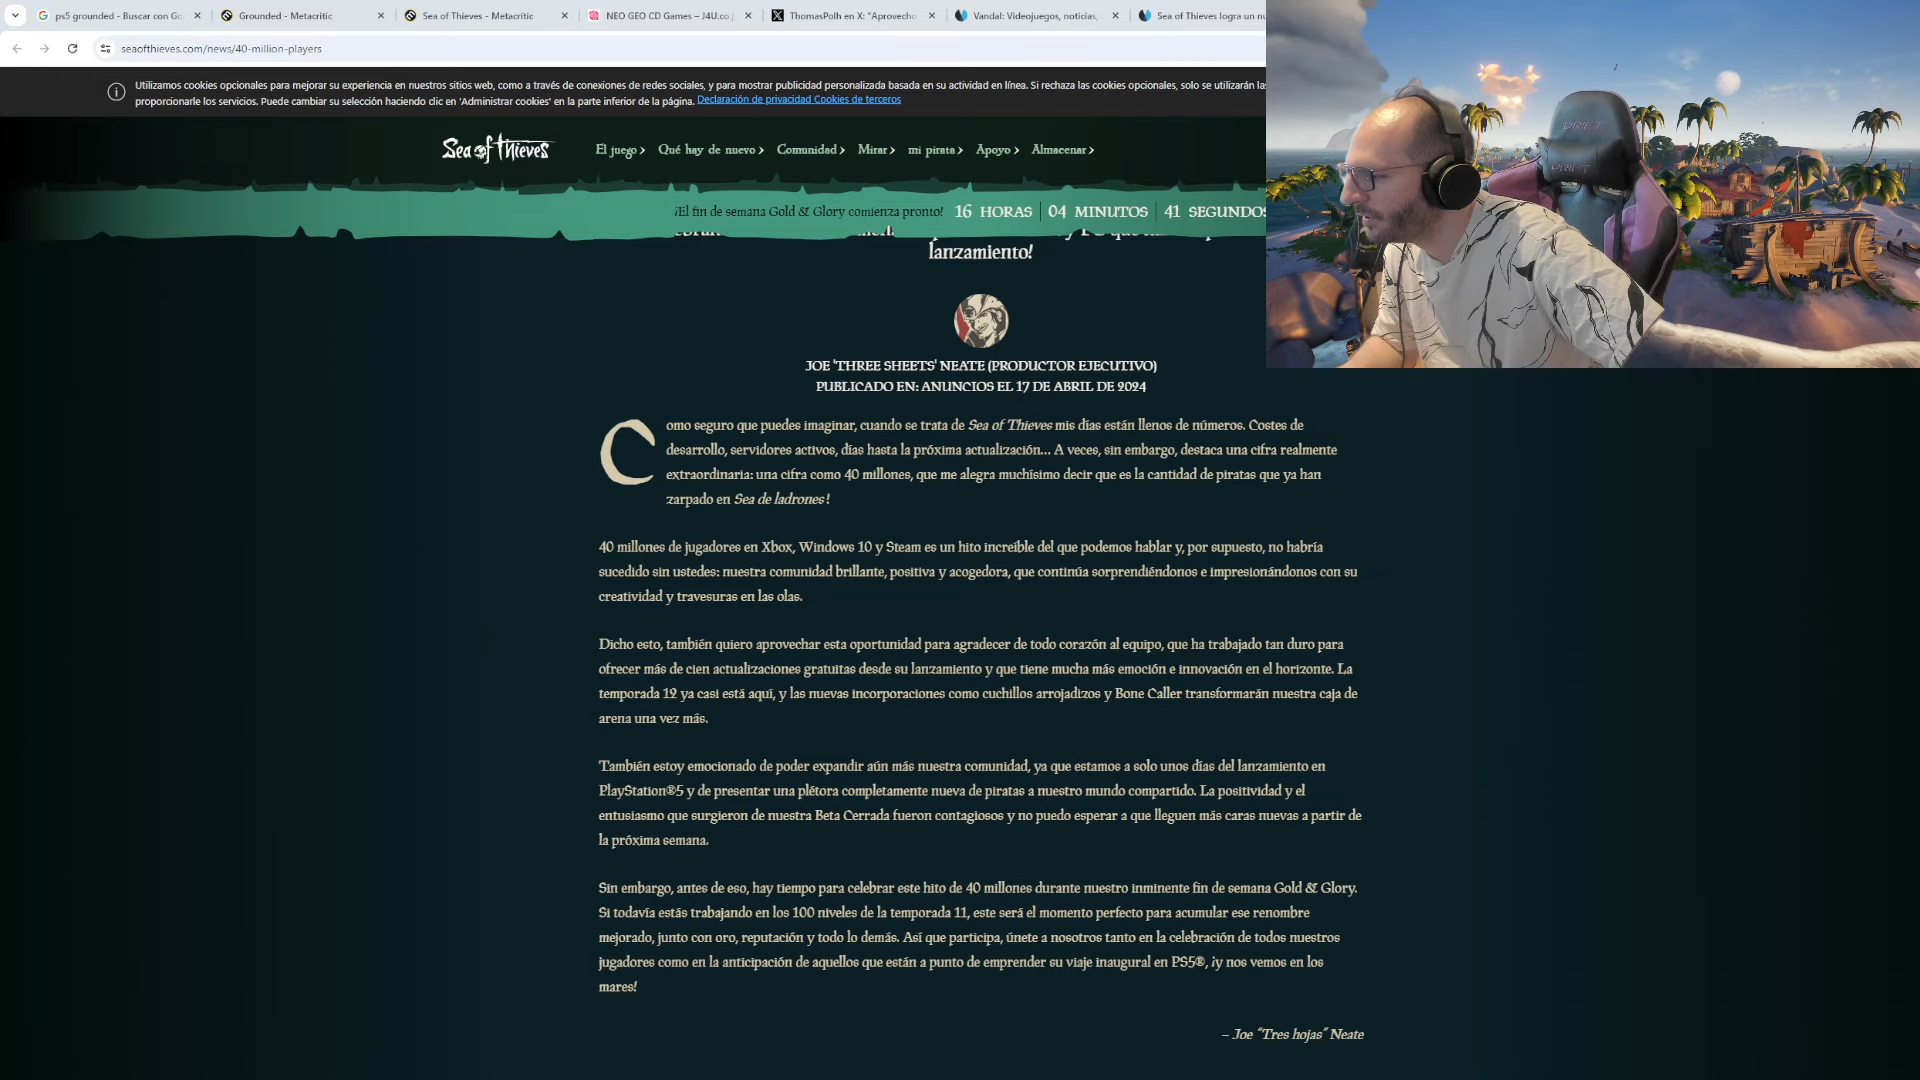 ps5 grounded - Buscar con Go
Grounded - Metacritic
Sea of Thieves - Metacritic
NEO GEO CD Games – J4U.co.j
ThomasPolh en X: "Aprovecho
Vandal: Videojuegos, noticias,
Sea of Thieves logra un nu
seaofthieves.com/news/40-million-players
Utilizamos cookies opcionales para mejorar su experiencia en nuestros sitios web, como a través de conexiones de redes sociales, y para mostrar publicidad personalizada basada en su actividad en línea. Si rechaza las cookies opcionales, solo se utilizarán la
proporcionarle los servicios. Puede cambiar su selección haciendo clic en 'Administrar cookies' en la parte inferior de la página. Declaración de privacidad Cookies de terceros
Sea of Thieves
El juego
Qué hay de nuevo
Comunidad
Mirar
mi pirata
Apoyo
Almacenar
¡El fin de semana Gold & Glory comienza pronto! 16 HORAS 04 MINUTOS 41 SEGUNDOS
lanzamiento!
DRIFT
DRIFT
JOE 'THREE SHEETS' NEATE (PRODUCTOR EJECUTIVO)
PUBLICADO EN: ANUNCIOS EL 17 DE ABRIL DE 2024
Como seguro que puedes imaginar, cuando se trata de Sea of Thieves mis días están llenos de números. Costes de
desarrollo, servidores activos, días hasta la próxima actualización... A veces, sin embargo, destaca una cifra realmente
extraordinaria: una cifra como 40 millones, que me alegra muchísimo decir que es la cantidad de piratas que ya han
zarpado en Sea de ladrones !
40 millones de jugadores en Xbox, Windows 10 y Steam es un hito increíble del que podemos hablar y, por supuesto, no habría
sucedido sin ustedes: nuestra comunidad brillante, positiva y acogedora, que continúa sorprendiéndonos e impresionándonos con su
creatividad y travesuras en las olas.
Dicho esto, también quiero aprovechar esta oportunidad para agradecer de todo corazón al equipo, que ha trabajado tan duro para
ofrecer más de cien actualizaciones gratuitas desde su lanzamiento y que tiene mucha más emoción e innovación en el horizonte. La
temporada 12 ya casi está aquí, y las nuevas incorporaciones como cuchillos arrojadizos y Bone Caller transformarán nuestra caja de
arena una vez más.
También estoy emocionado de poder expandir aún más nuestra comunidad, ya que estamos a solo unos días del lanzamiento en
PlayStation®5 y de presentar una plétora completamente nueva de piratas a nuestro mundo compartido. La positividad y el
entusiasmo que surgieron de nuestra Beta Cerrada fueron contagiosos y no puedo esperar a que lleguen más caras nuevas a partir de
la próxima semana.
Sin embargo, antes de eso, hay tiempo para celebrar este hito de 40 millones durante nuestro inminente fin de semana Gold & Glory.
Si todavía estás trabajando en los 100 niveles de la temporada 11, este será el momento perfecto para acumular ese renombre
mejorado, junto con oro, reputación y todo lo demás. Así que participa, únete a nosotros tanto en la celebración de todos nuestros
jugadores como en la anticipación de aquellos que están a punto de emprender su viaje inaugural en PS5®, ¡y nos vemos en los
mares!
– Joe "Tres hojas" Neate